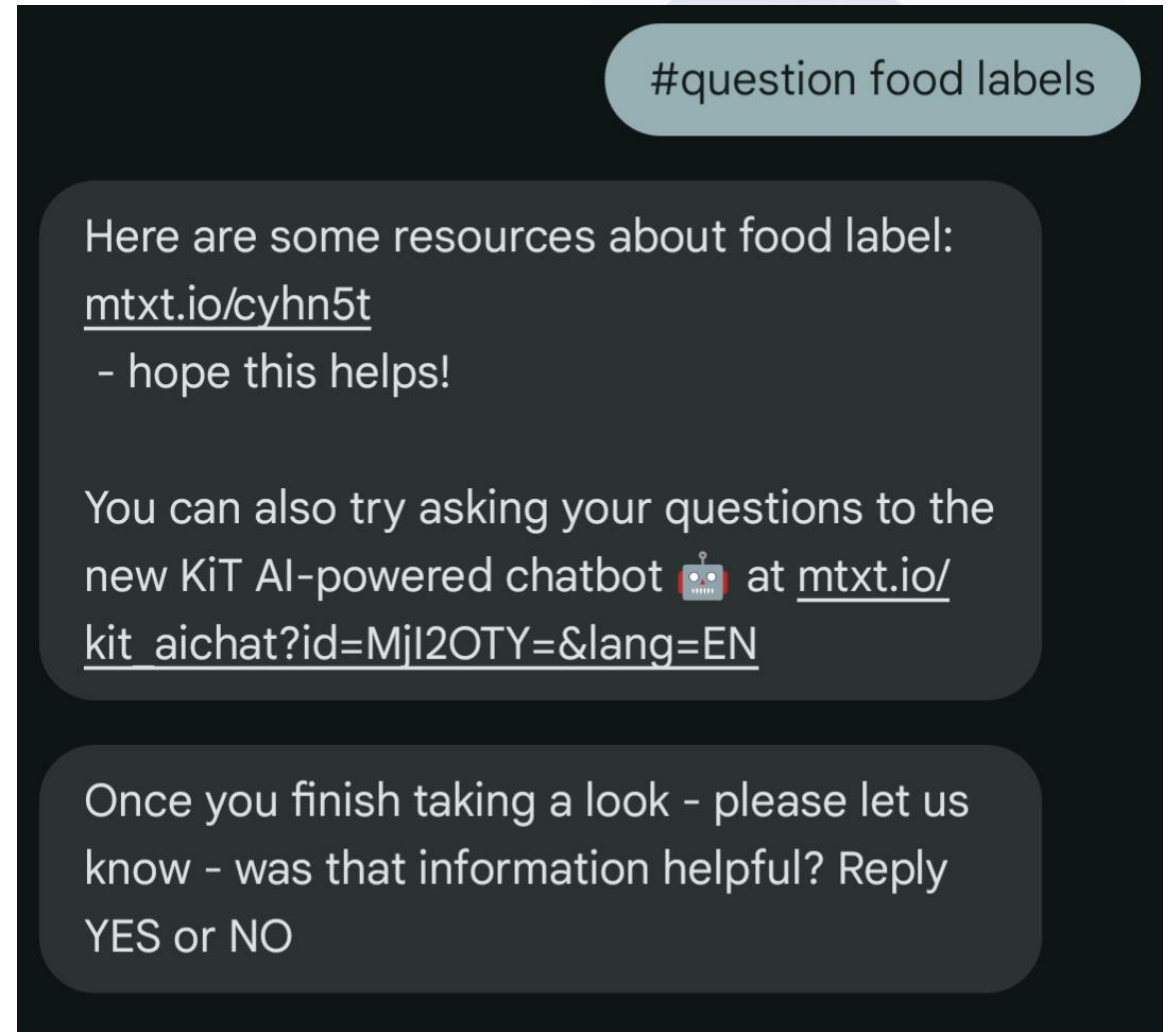 #question food labels
Here are some resources about food label:
mtxt.io/cyhn5t
- hope this helps!
You can also try asking your questions to the
new KiT AI-powered chatbot 🤖 at mtxt.io/
kit_aichat?id=MjI2OTY=&lang=EN
Once you finish taking a look - please let us
know - was that information helpful? Reply
YES or NO